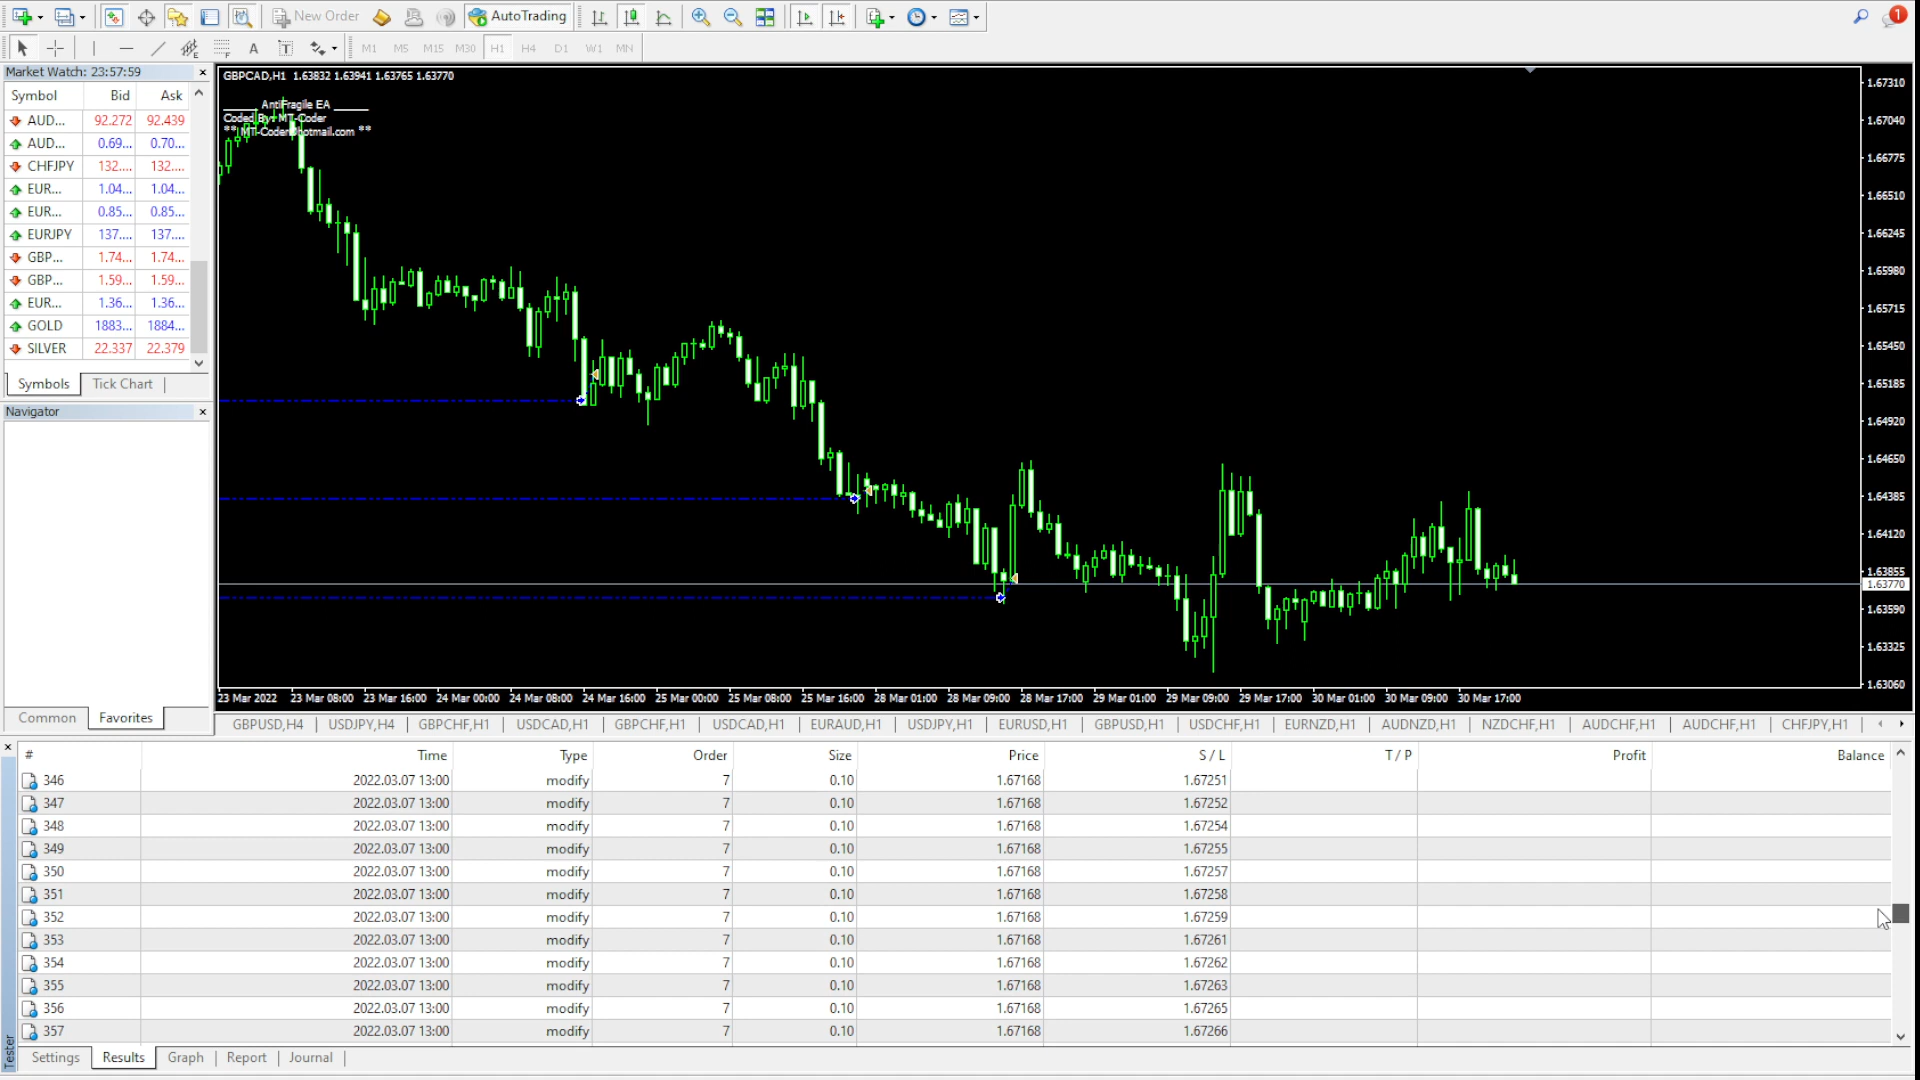 New Order AutoTrading 1
A T M1 M5 M15 M30 H1 H4 D1 W1 MN
Market Watch: 23:57:59
Symbol Bid Ask
AUD... 92.272 92.439
AUD... 0.69... 0.70...
CHFJPY 132.... 132....
EUR... 1.04... 1.04...
EUR... 0.85... 0.85...
EURJPY 137.... 137....
GBP... 1.74... 1.74...
GBP... 1.59... 1.59...
EUR... 1.36... 1.36...
GOLD 1883... 1884...
SILVER 22.337 22.379
Symbols Tick Chart
Navigator
Common Favorites
GBPCAD,H1 1.63832 1.63941 1.63765 1.63770
______ AntiFragile EA ______
Coded By: MT-Coder
** MT-Coder@hotmail.com **
1.67310
1.67040
1.66775
1.66510
1.66245
1.65980
1.65715
1.65450
1.65185
1.64920
1.64650
1.64385
1.64120
1.63855
1.63770
1.63590
1.63325
1.63060
23 Mar 2022 23 Mar 08:00 23 Mar 16:00 24 Mar 00:00 24 Mar 08:00 24 Mar 16:00 25 Mar 00:00 25 Mar 08:00 25 Mar 16:00 28 Mar 01:00 28 Mar 09:00 28 Mar 17:00 29 Mar 01:00 29 Mar 09:00 29 Mar 17:00 30 Mar 01:00 30 Mar 09:00 30 Mar 17:00
GBPUSD,H4 USDJPY,H4 GBPCHF,H1 USDCAD,H1 GBPCHF,H1 USDCAD,H1 EURAUD,H1 USDJPY,H1 EURUSD,H1 GBPUSD,H1 USDCHF,H1 EURNZD,H1 AUDNZD,H1 NZDCHF,H1 AUDCHF,H1 AUDCHF,H1 CHFJPY,H1
# Time Type Order Size Price S / L T / P Profit Balance
346 2022.03.07 13:00 modify 7 0.10 1.67168 1.67251
347 2022.03.07 13:00 modify 7 0.10 1.67168 1.67252
348 2022.03.07 13:00 modify 7 0.10 1.67168 1.67254
349 2022.03.07 13:00 modify 7 0.10 1.67168 1.67255
350 2022.03.07 13:00 modify 7 0.10 1.67168 1.67257
351 2022.03.07 13:00 modify 7 0.10 1.67168 1.67258
352 2022.03.07 13:00 modify 7 0.10 1.67168 1.67259
353 2022.03.07 13:00 modify 7 0.10 1.67168 1.67261
354 2022.03.07 13:00 modify 7 0.10 1.67168 1.67262
355 2022.03.07 13:00 modify 7 0.10 1.67168 1.67263
356 2022.03.07 13:00 modify 7 0.10 1.67168 1.67265
357 2022.03.07 13:00 modify 7 0.10 1.67168 1.67266
Tester
Settings Results Graph Report Journal